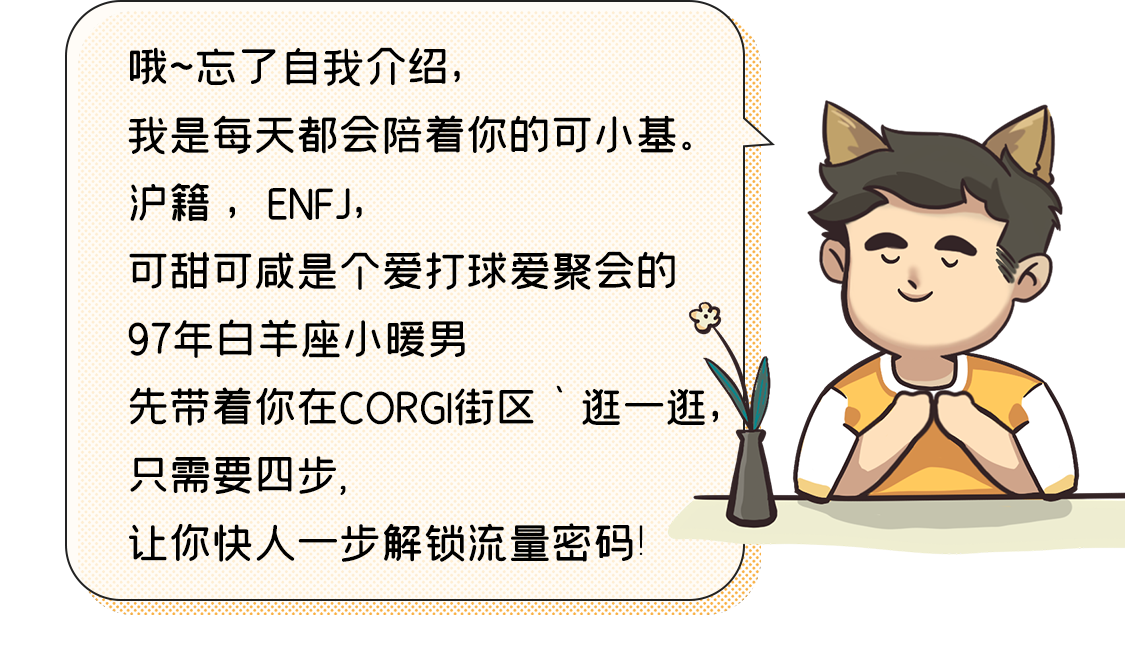 哦~忘了自我介绍，
我是每天都会陪着你的可小基。
沪籍 ，ENFJ，
可甜可咸是个爱打球爱聚会的
97年白羊座小暖男
先带着你在CORGI街区｀逛一逛，
只需要四步,
让你快人一步解锁流量密码!